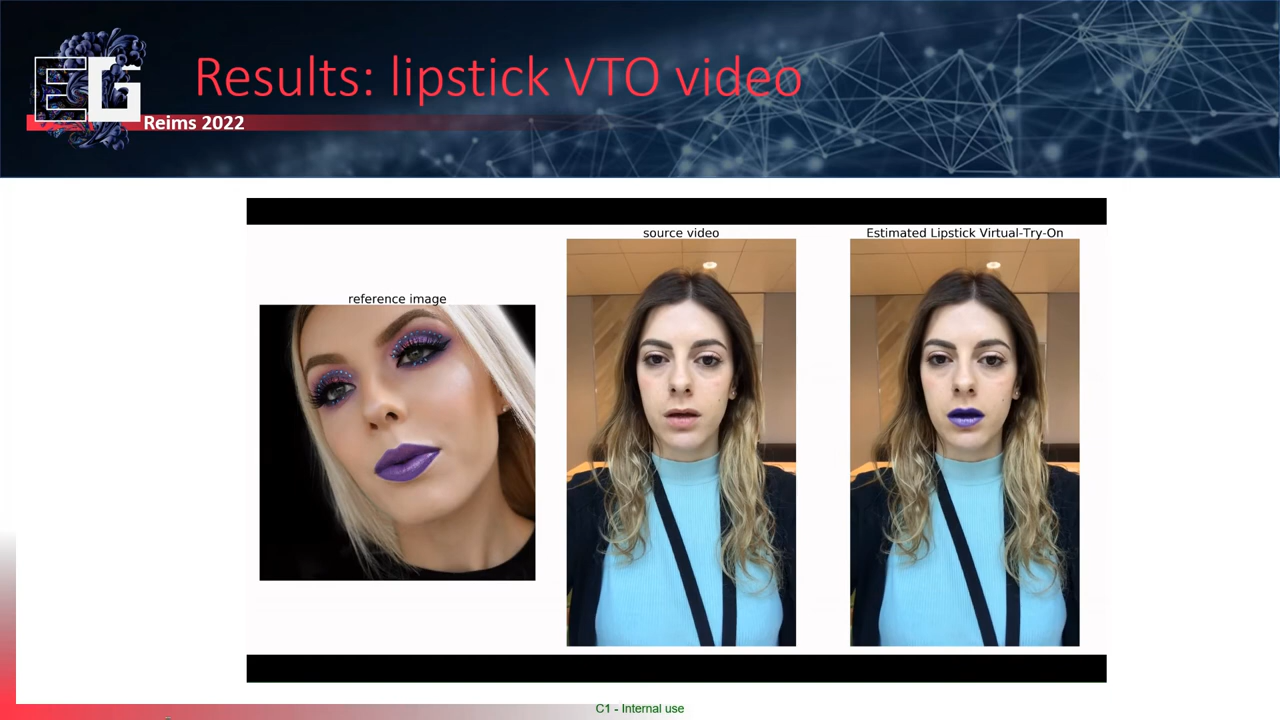 Results: lipstick VTO video
EG
Reims 2022
source video
Estimated Lipstick Virtual-Try-On
reference image
C1 - Internal use